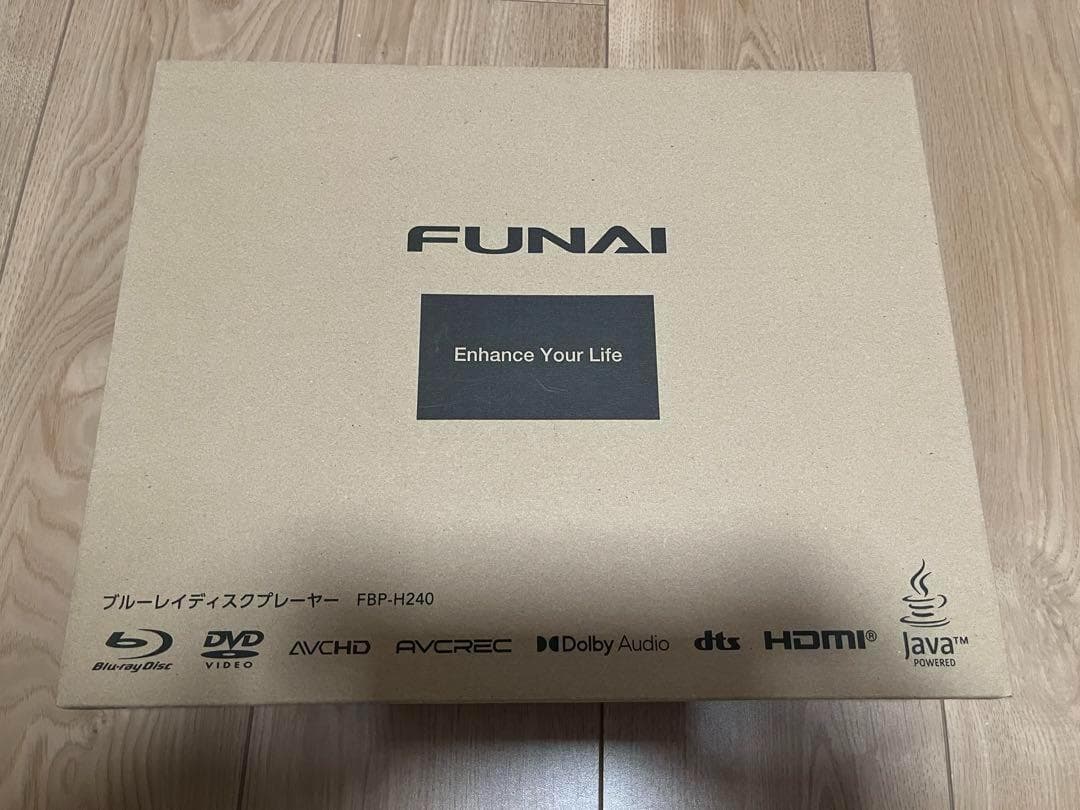 FUNAI
Enhance Your Life
ブルーレイディスクプレーヤー FBP-H240
Blu-ray Disc DVD VIDEO AVCHD AVCREC Dolby Audio dts HDMI® Java™ POWERED